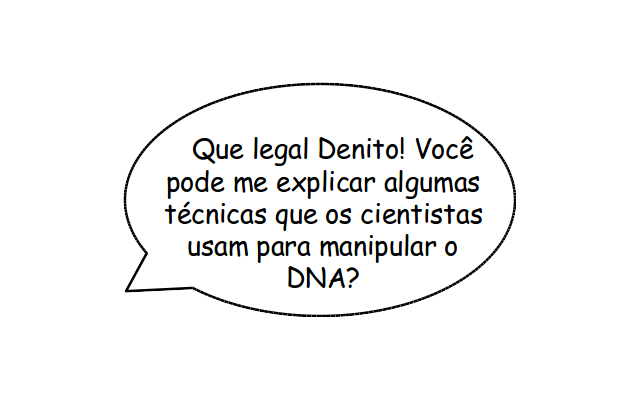 Que legal Denito! Você
pode me explicar algumas
técnicas que os cientistas
usam para manipular o
DNA?